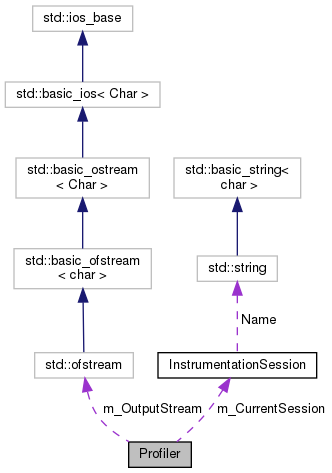 std::ios_base
std::basic_ios< Char >
std::basic_ostream
< Char >
std::basic_string<
char >
std::basic_ofstream
< char >
std::string
Name
std::ofstream
InstrumentationSession
m_OutputStream
m_CurrentSession
Profiler